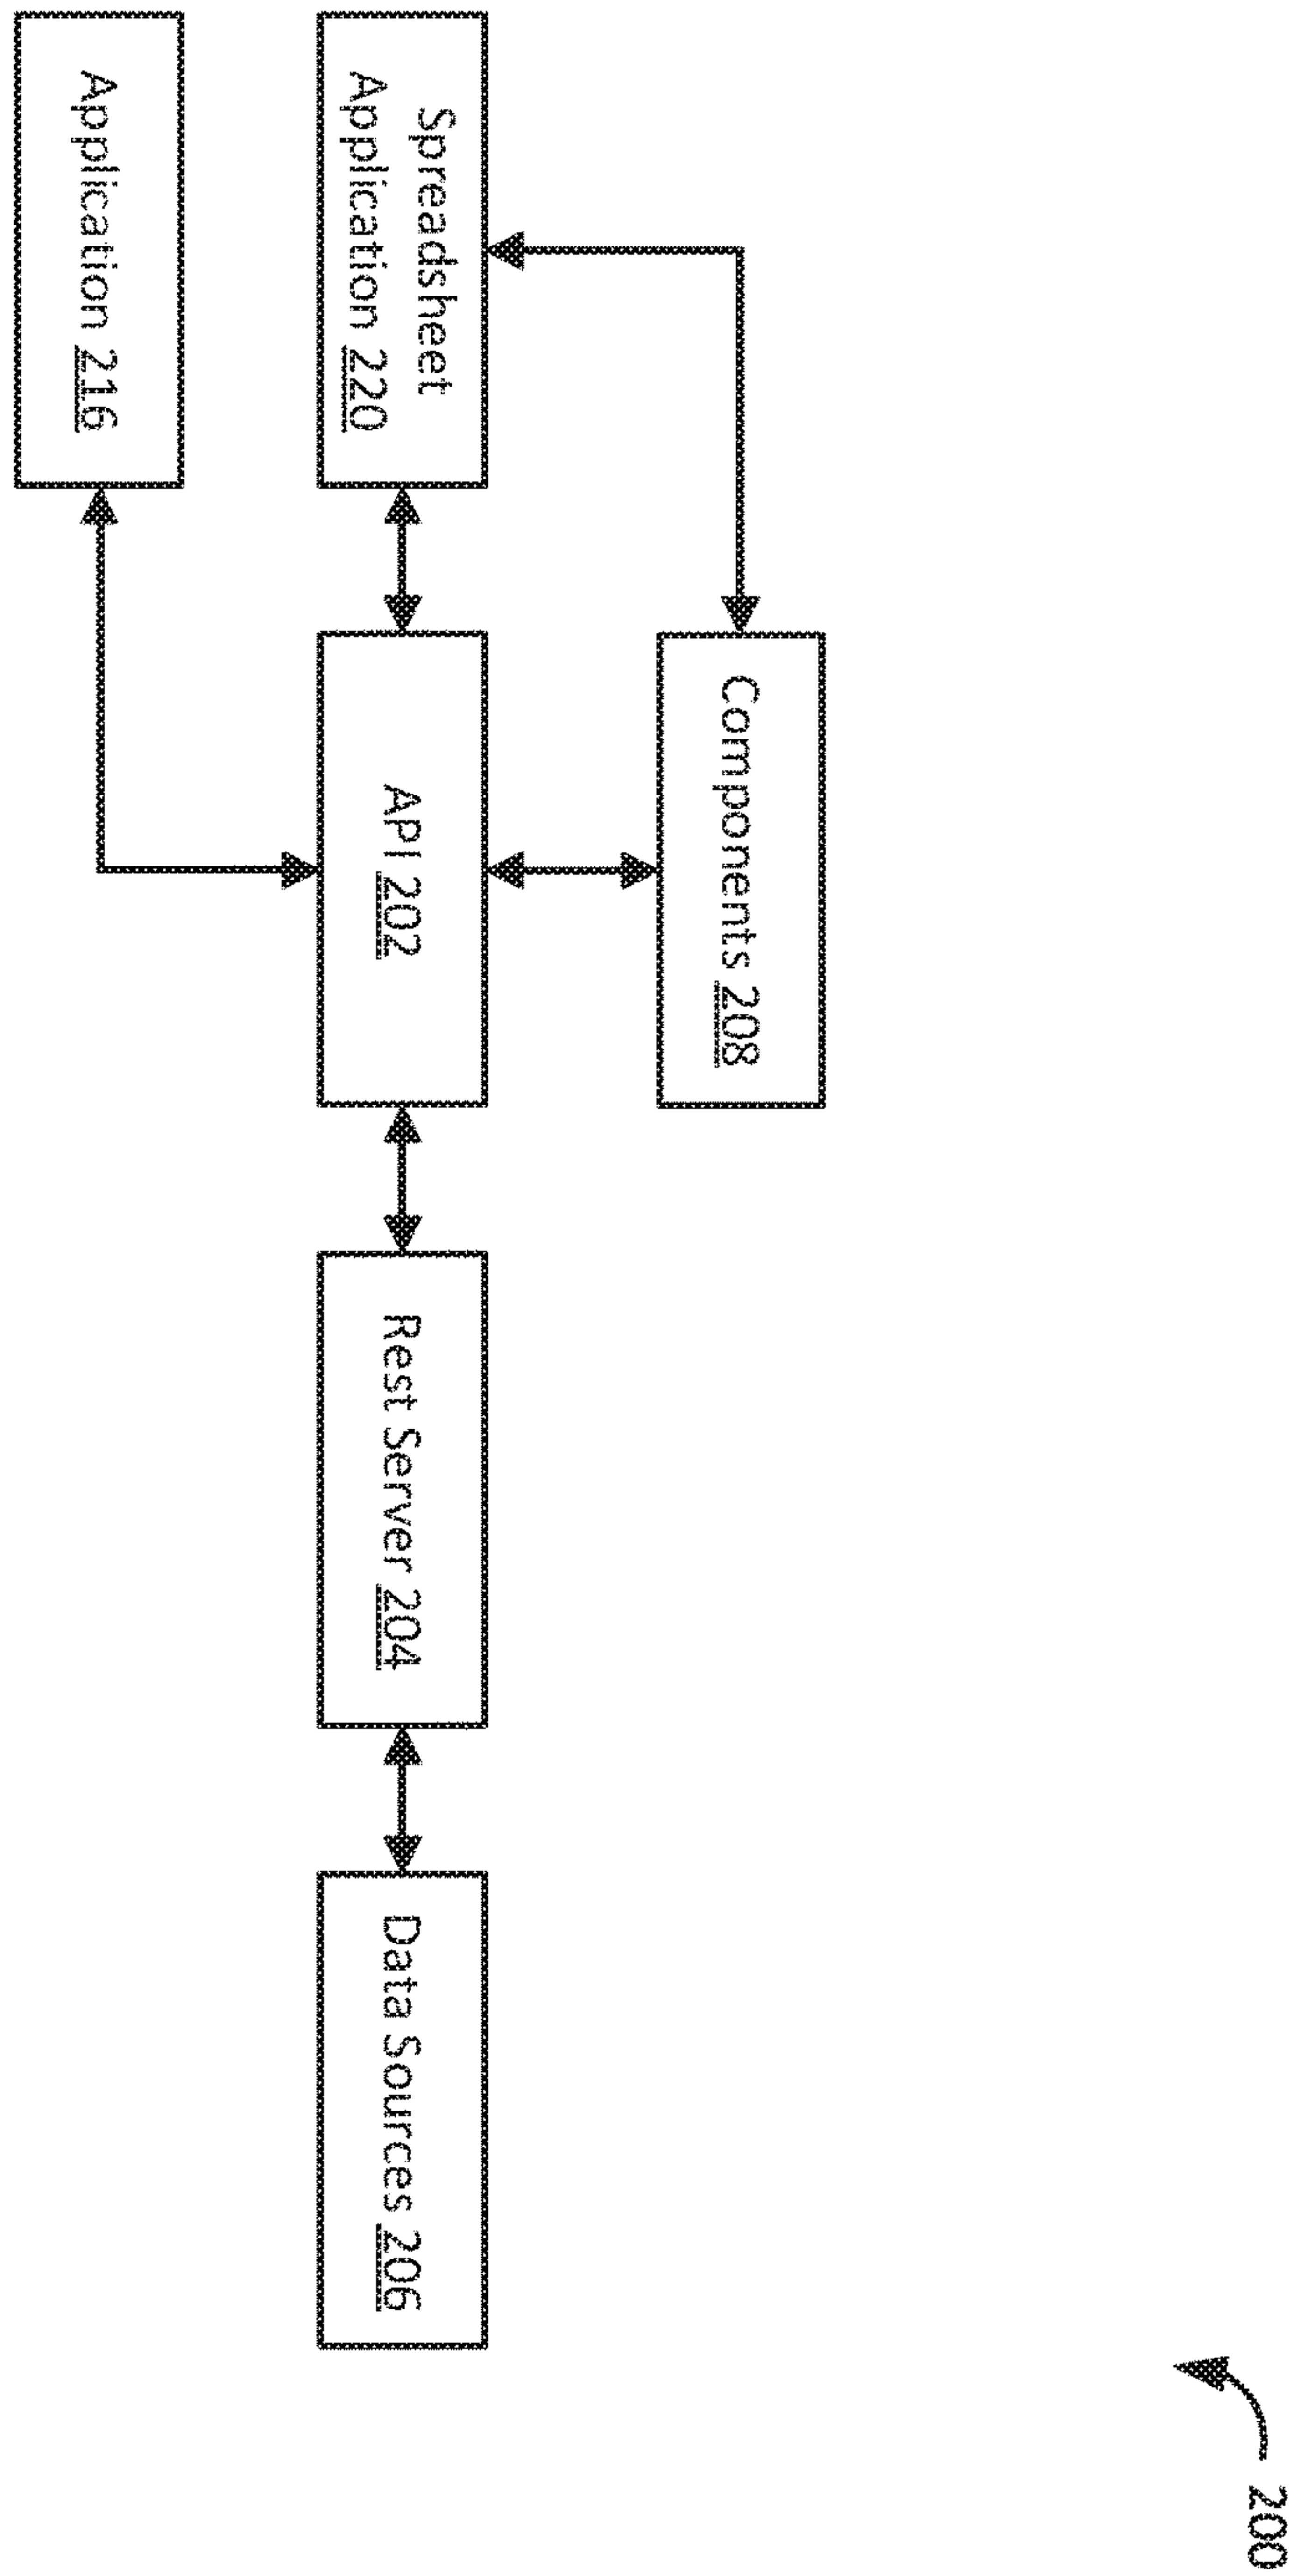 200
Components 208
Spreadsheet
Application 220
API 202
Rest Server 204
Data Sources 206
Application 216